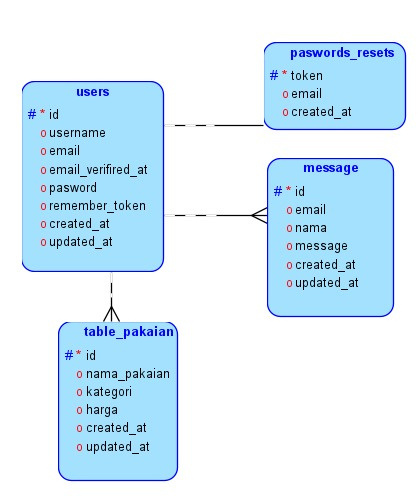 users
# * id
o username
o email
o email_verifired_at
o pasword
o remember_token
o created_at
o updated_at
paswords_resets
# * token
o email
o created_at
message
# * id
o email
o nama
o message
o created_at
o updated_at
table_pakaian
# * id
o nama_pakaian
o kategori
o harga
o created_at
o updated_at